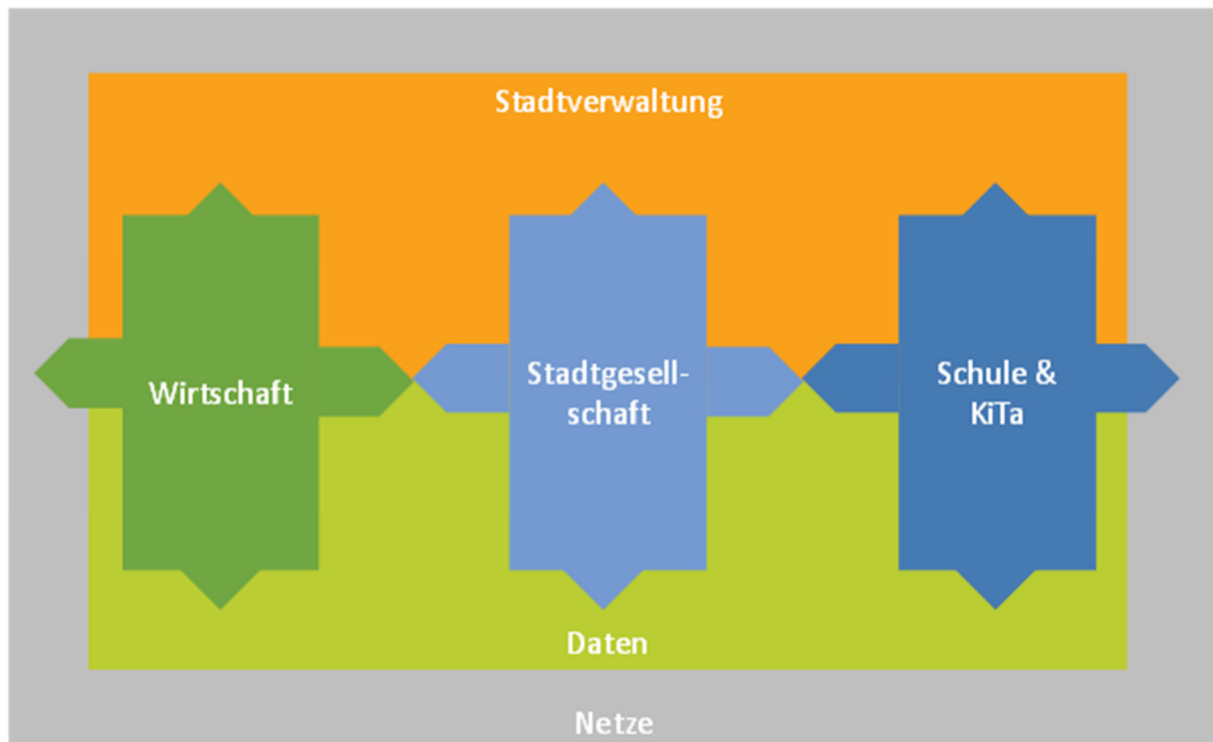 Stadtverwaltung
Wirtschaft
Stadtgesell-
schaft
Schule &
KiTa
Daten
Netze